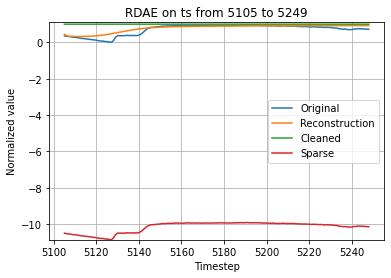 RDAE on ts from 5105 to 5249
Normalized value
0
−2
−4
−6
−8
−10
Original
Reconstruction
Cleaned
Sparse
5100 5120 5140 5160 5180 5200 5220 5240
Timestep